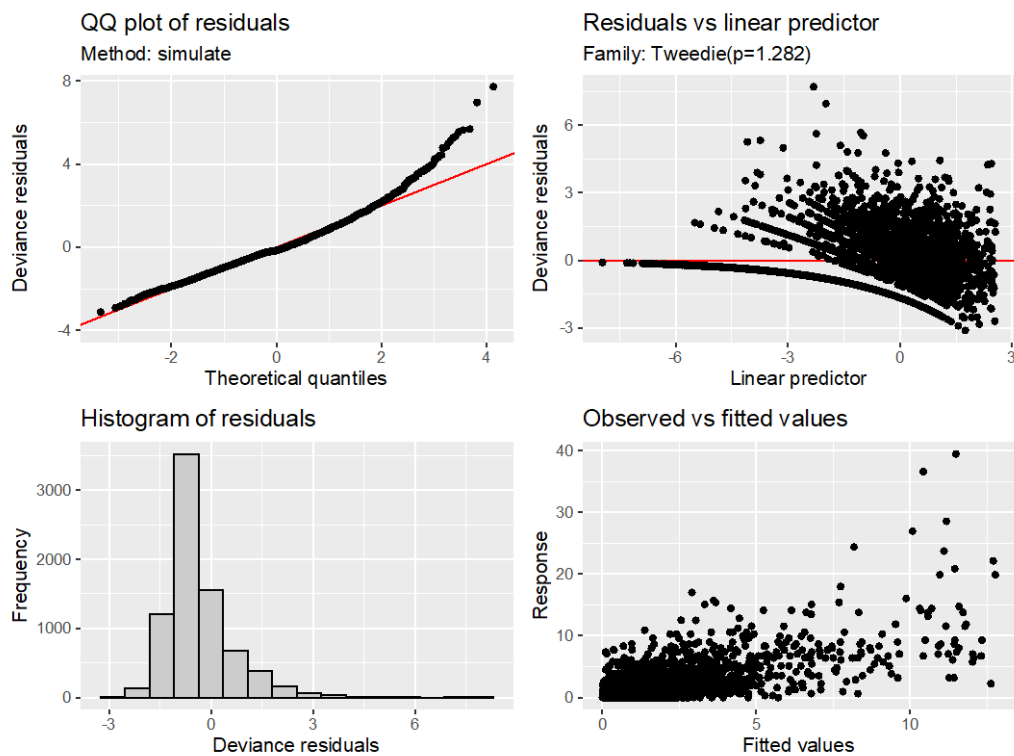 QQ plot of residuals
Method: simulate
8
4
0
-4
-2
0
2
4
Deviance residuals
Theoretical quantiles
Residuals vs linear predictor
Family: Tweedie(p=1.282)
6
3
0
-3
-6
-3
0
3
Deviance residuals
Linear predictor
Histogram of residuals
3000
2000
1000
0
-3
0
3
6
Frequency
Deviance residuals
Observed vs fitted values
40
30
20
10
0
0
5
10
Response
Fitted values